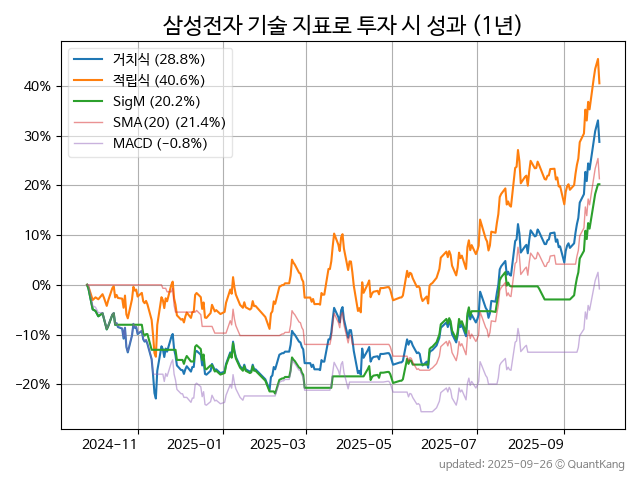 삼성전자 기술 지표로 투자 시 성과 (1년)
거치식 (28.8%)
적립식 (40.6%)
SigM (20.2%)
SMA(20) (21.4%)
MACD (−0.8%)
40%
30%
20%
10%
0%
−10%
−20%
2024−11 2025−01 2025−03 2025−05 2025−07 2025−09
updated: 2025−09−26 © QuantKang